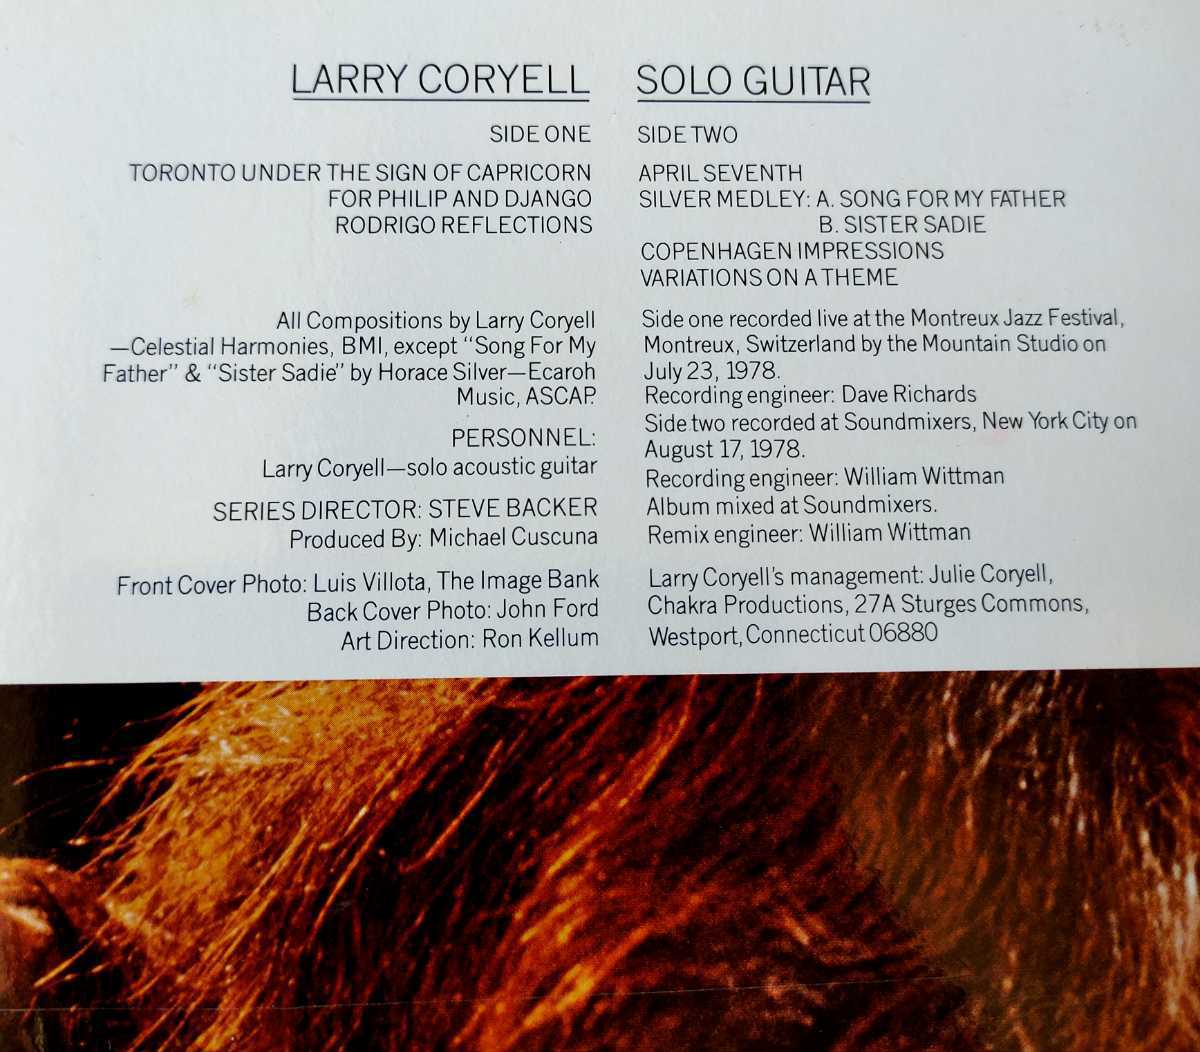 LARRY CORYELL
SIDE ONE
TORONTO UNDER THE SIGN OF CAPRICORN
FOR PHILIP AND DJANGO
RODRIGO REFLECTIONS
All Compositions by Larry Coryell
—Celestial Harmonies, BMI, except “Song For My
Father” & “Sister Sadie” by Horace Silver—Ecaroh
Music, ASCAP.
PERSONNEL:
Larry Coryell—solo acoustic guitar
SERIES DIRECTOR: STEVE BACKER
Produced By: Michael Cuscuna
Front Cover Photo: Luis Villota, The Image Bank
Back Cover Photo: John Ford
Art Direction: Ron Kellum
SOLO GUITAR
SIDE TWO
APRIL SEVENTH
SILVER MEDLEY: A. SONG FOR MY FATHER
B. SISTER SADIE
COPENHAGEN IMPRESSIONS
VARIATIONS ON A THEME
Side one recorded live at the Montreux Jazz Festival,
Montreux, Switzerland by the Mountain Studio on
July 23, 1978.
Recording engineer: Dave Richards
Side two recorded at Soundmixers, New York City on
August 17, 1978.
Recording engineer: William Wittman
Album mixed at Soundmixers.
Remix engineer: William Wittman
Larry Coryell’s management: Julie Coryell,
Chakra Productions, 27A Sturges Commons,
Westport, Connecticut 06880